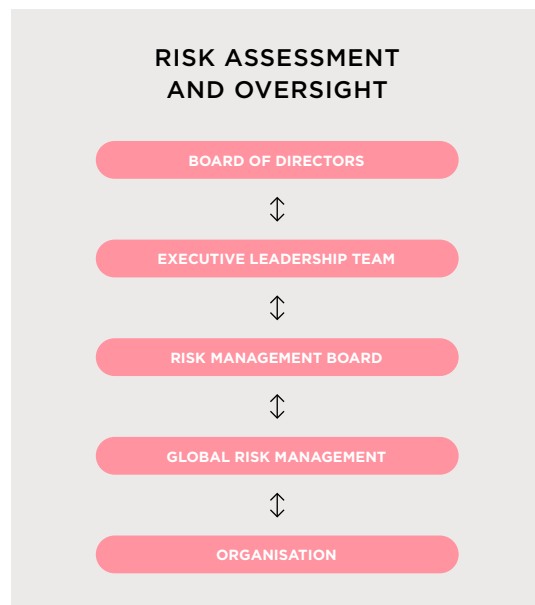 RISK ASSESSMENT
AND OVERSIGHT
BOARD OF DIRECTORS
EXECUTIVE LEADERSHIP TEAM
RISK MANAGEMENT BOARD
GLOBAL RISK MANAGEMENT
ORGANISATION